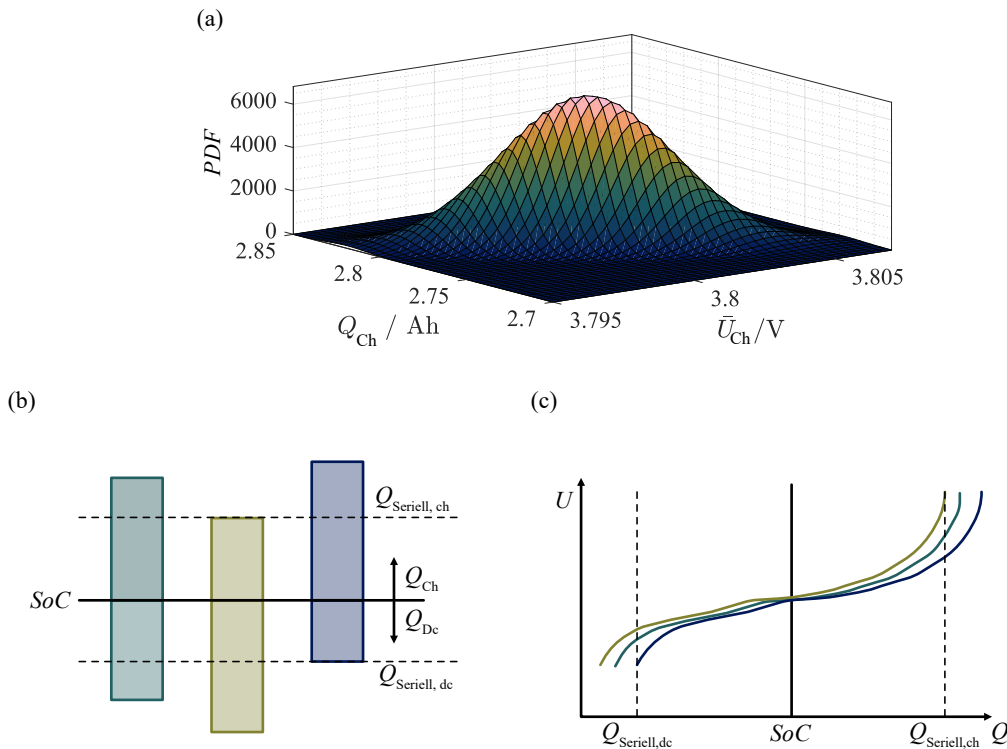 (a)
6000
4000
2000
0
PDF
2.85
2.8
2.75
2.7
Q_Ch / Ah
3.795
3.8
3.805
Ū_Ch/V
(b)
Q_Seriell, ch
Q_Ch
SoC
Q_Dc
Q_Seriell, dc
(c)
U
Q_Seriell,dc
SoC
Q_Seriell,ch
Q